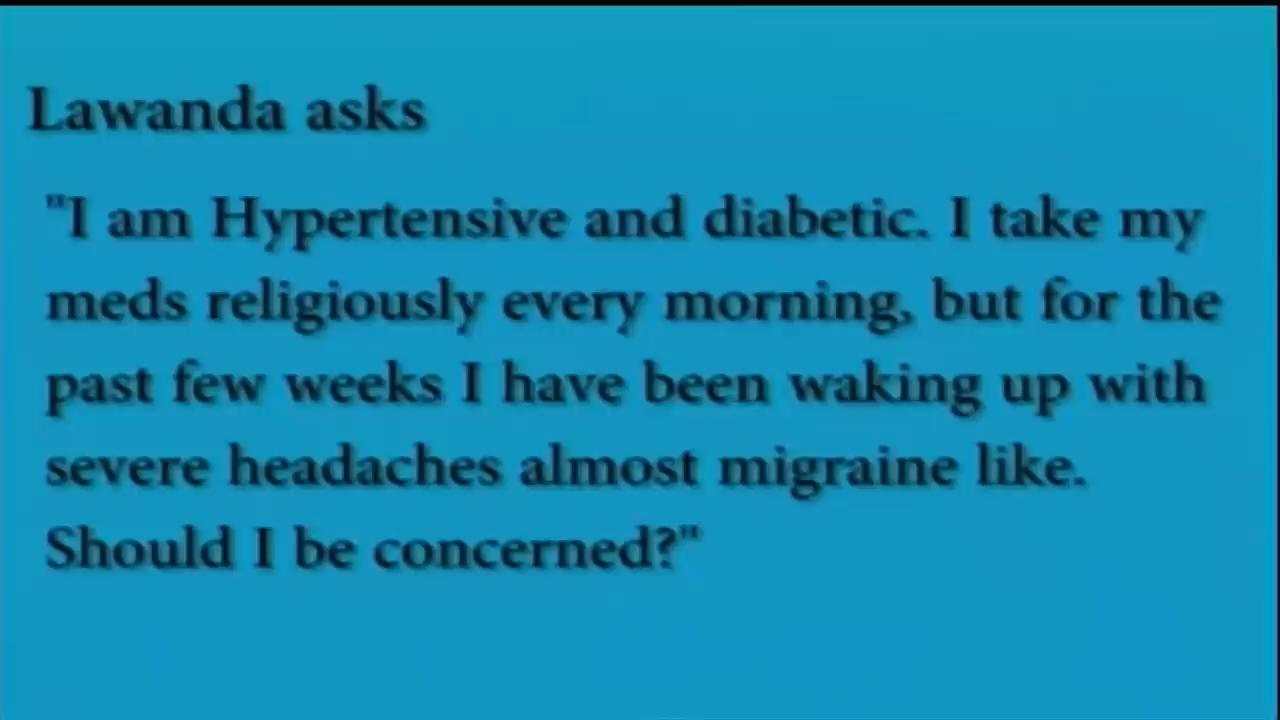 Lawanda asks
"I am Hypertensive and diabetic. I take my
meds religiously every morning, but for the
past few weeks I have been waking up with
severe headaches almost migraine like.
Should I be concerned?"